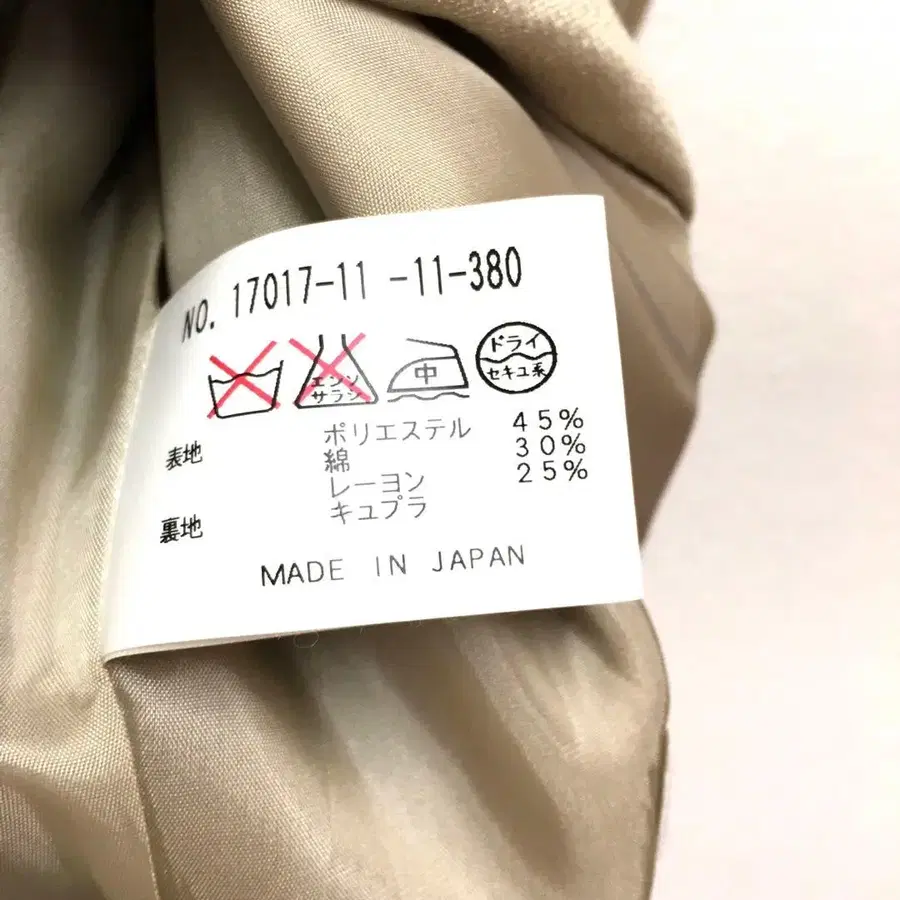 NO. 17017-11 -11-380
エンソ
サラシ
中
ドライ
セキユ系
表地 ポリエステル 45%
綿 30%
レーヨン 25%
裏地 キュプラ
MADE IN JAPAN